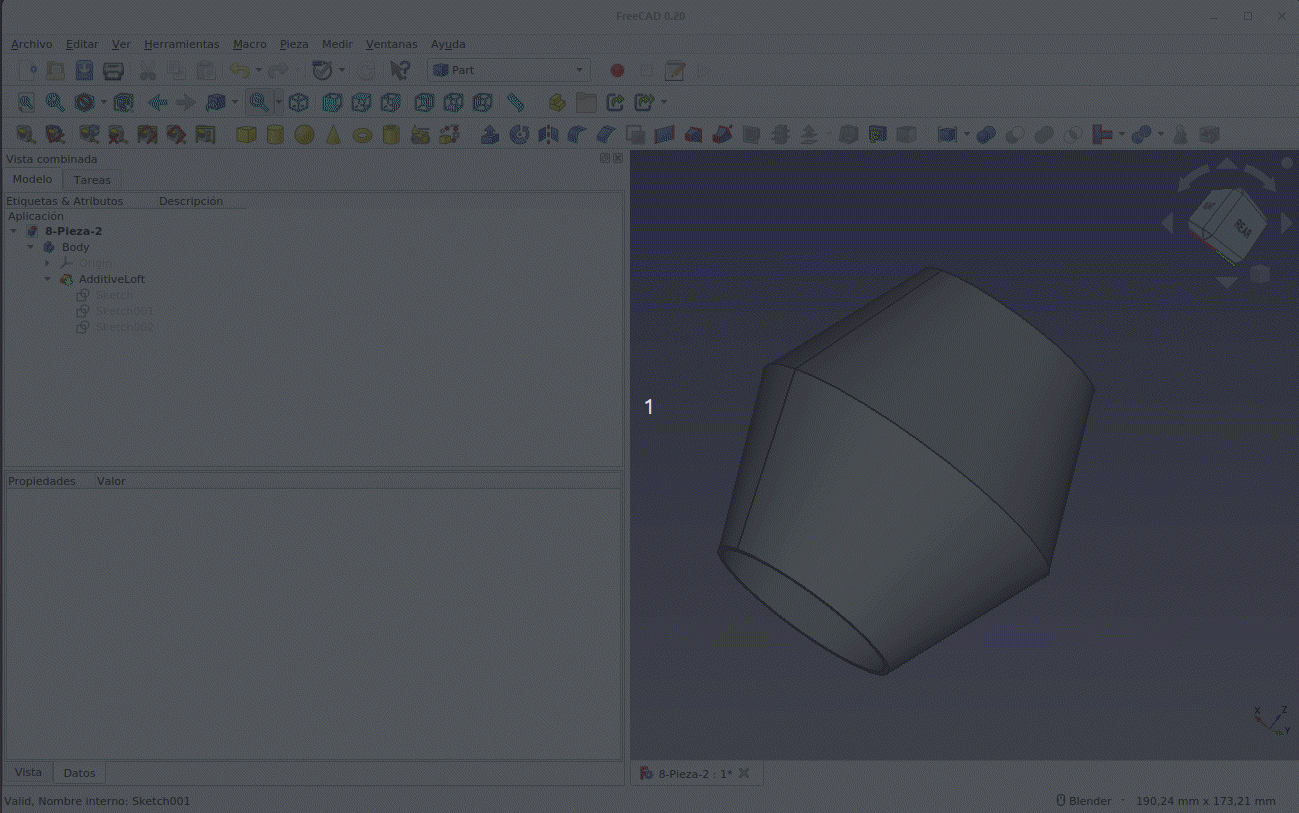 FreeCAD 0.20
Archivo Editar Ver Herramientas Macro Pieza Medir Ventanas Ayuda
Part
Vista combinada
Modelo Tareas
Etiquetas & Atributos Descripción
Aplicación
8-Pieza-2
Body
Origin
AdditiveLoft
Sketch
Sketch001
Sketch002
1
REAR
Propiedades Valor
X Z
Y
Vista Datos
8-Pieza-2 : 1*
Valid, Nombre interno: Sketch001
Blender 190,24 mm x 173,21 mm